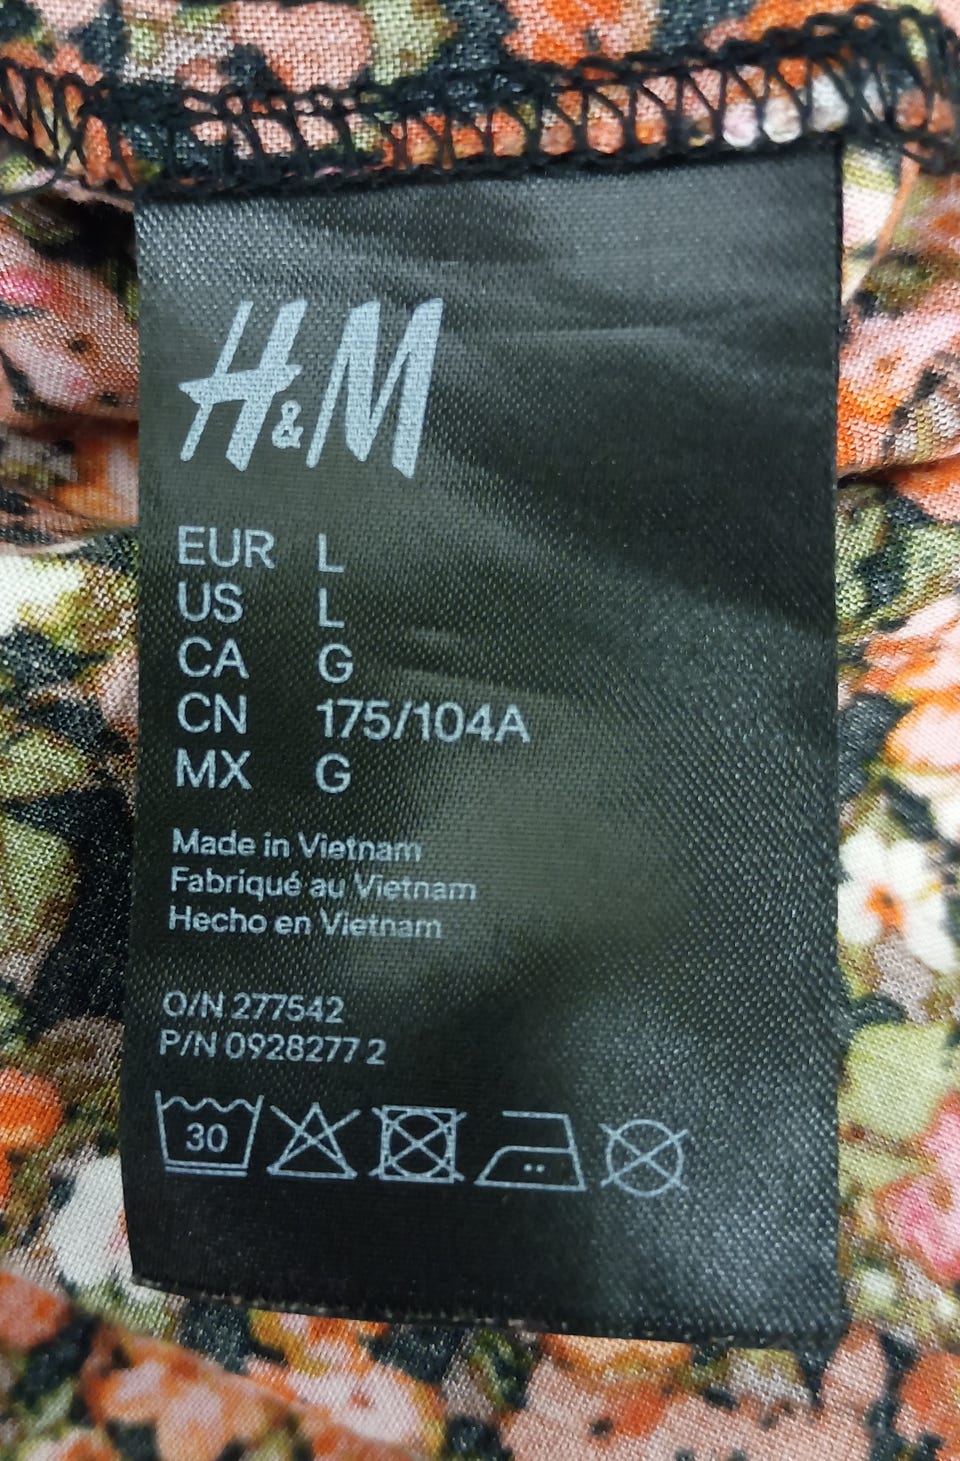 H&M
EUR L
US L
CA G
CN 175/104A
MX G
Made in Vietnam
Fabriqué au Vietnam
Hecho en Vietnam
O/N 277542
P/N 0928277 2
30